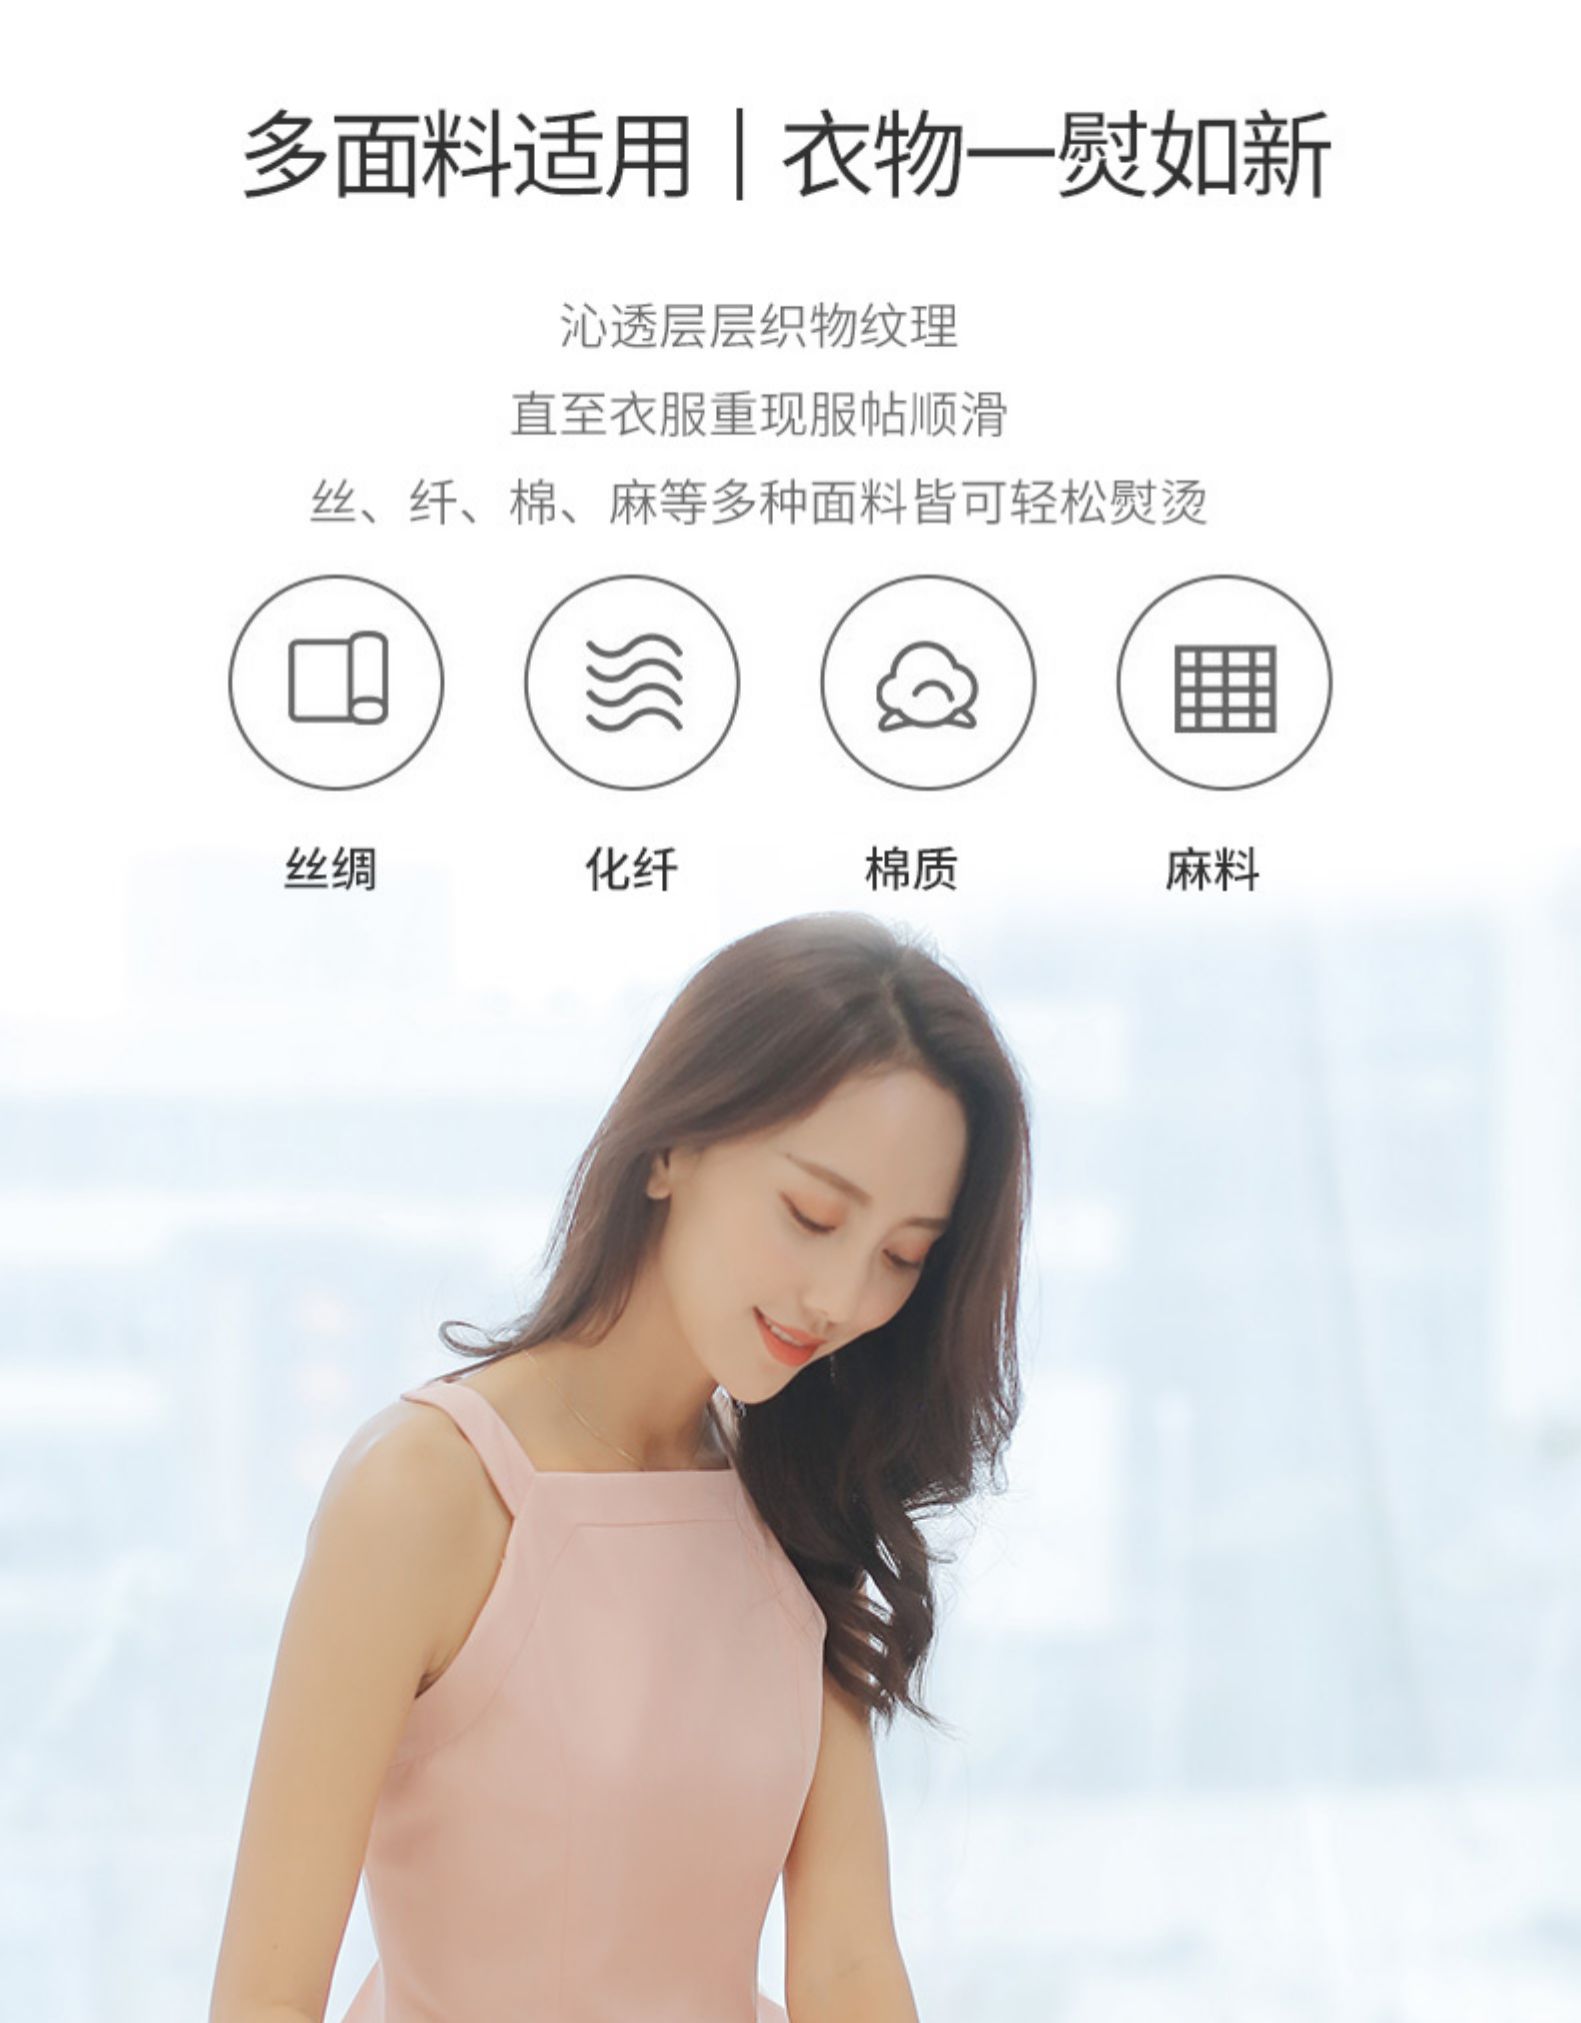 多面料适用｜衣物一熨如新
沁透层层织物纹理
直至衣服重现服帖顺滑
丝、纤、棉、麻等多种面料皆可轻松熨烫
丝绸
化纤
棉质
麻料